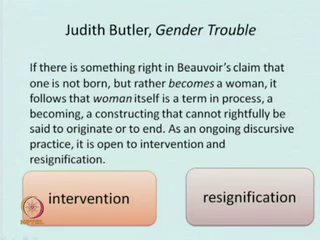 Judith Butler, Gender Trouble
If there is something right in Beauvoir's claim that
one is not born, but rather becomes a woman, it
follows that woman itself is a term in process, a
becoming, a constructing that cannot rightfully be
said to originate or to end. As an ongoing discursive
practice, it is open to intervention and
resignification.
intervention
resignification
NPTEL